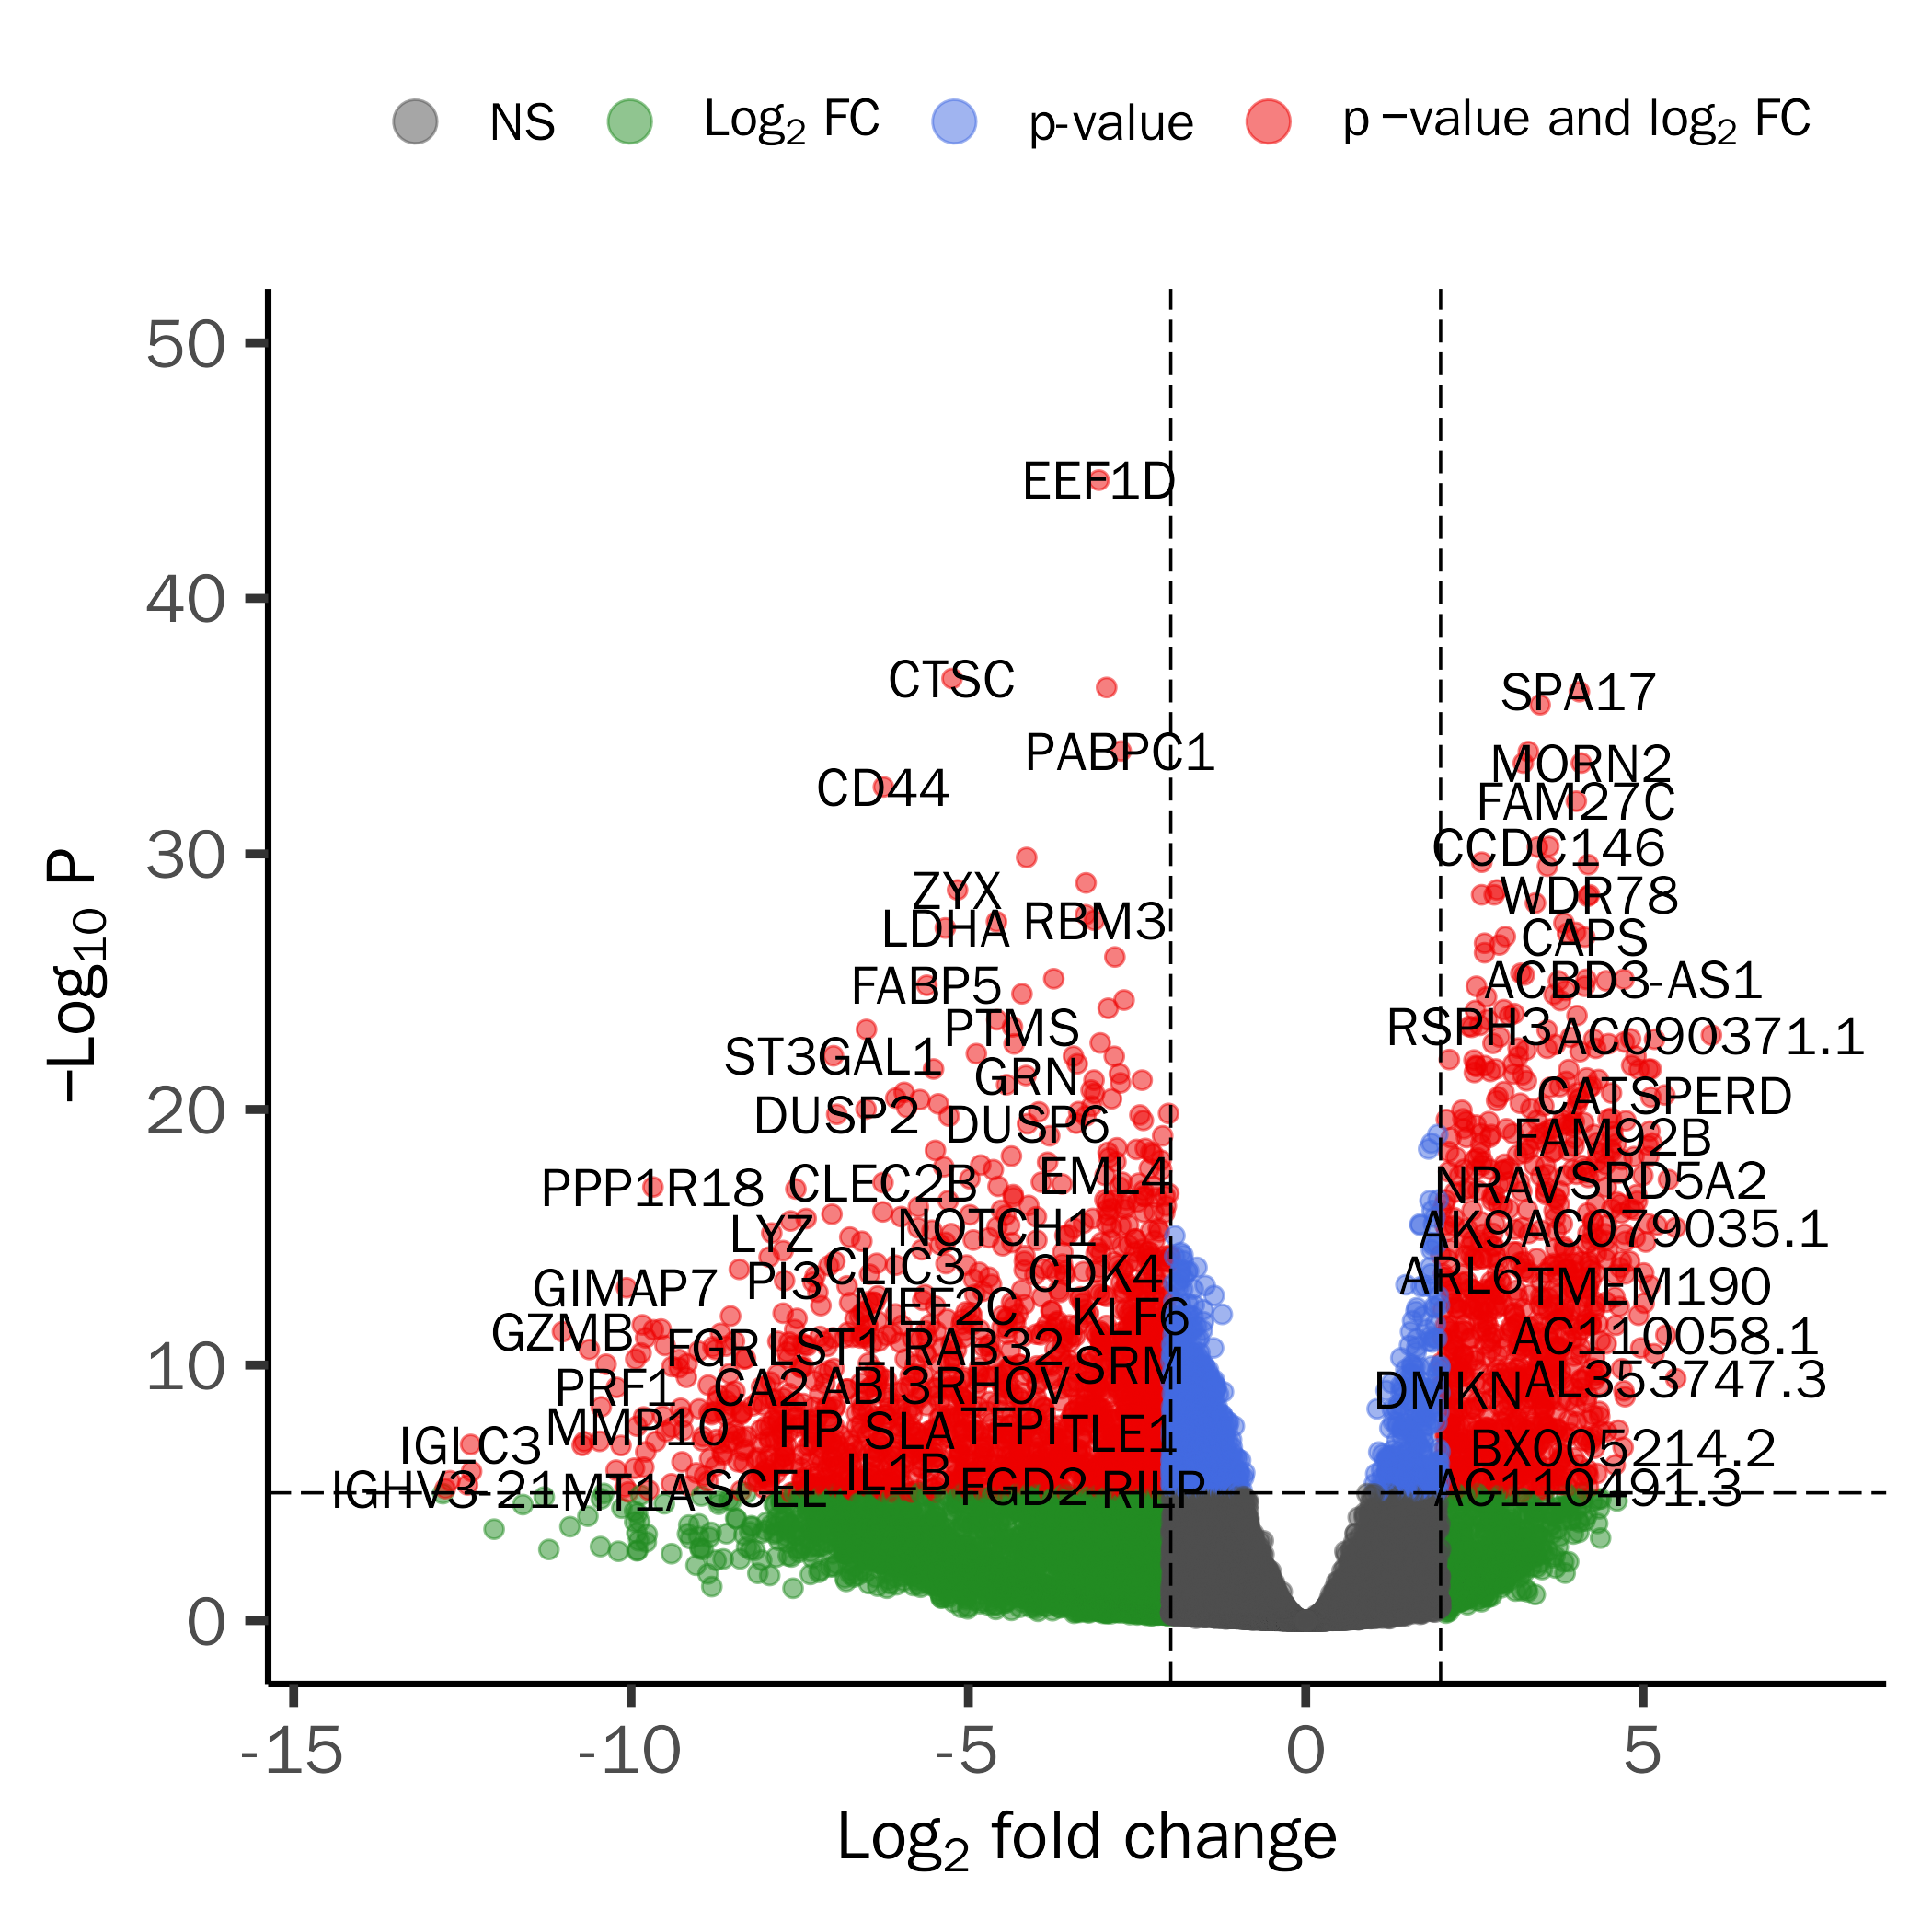 NS Log2 FC p-value p −value and log2 FC
50
40
30
20
10
0
−Log10 P
EEF1D
CTSC
SPA17
PABPC1
MORN2
CD44
FAM27C
CCDC146
ZYX
WDR78
RBM3
LDHA
CAPS
FABP5
ACBD3-AS1
PTMS
RSPH3
AC090371.1
ST3GAL1
GRN
CATSPERD
DUSP2
DUSP6
FAM92B
EML4
PPP1R18
CLEC2B
NRAV
SRD5A2
LYZ
NOTCH1
AK9
AC079035.1
CLIC3
CDK4
PI3
ARL6
TMEM190
GIMAP7
MEF2C
KLF6
GZMB
FGR
LST1
RAB32
AC110058.1
SRM
PRF1
CA2
ABI3
RHOV
DMKN
AL353747.3
MMP10
HP
SLA
TFPI
TLE1
IGLC3
BX005214.2
IL1B
IGHV3-21
MT1A
SCEL
FGD2
RILP
AC110491.3
-15 -10 -5 0 5
Log2 fold change